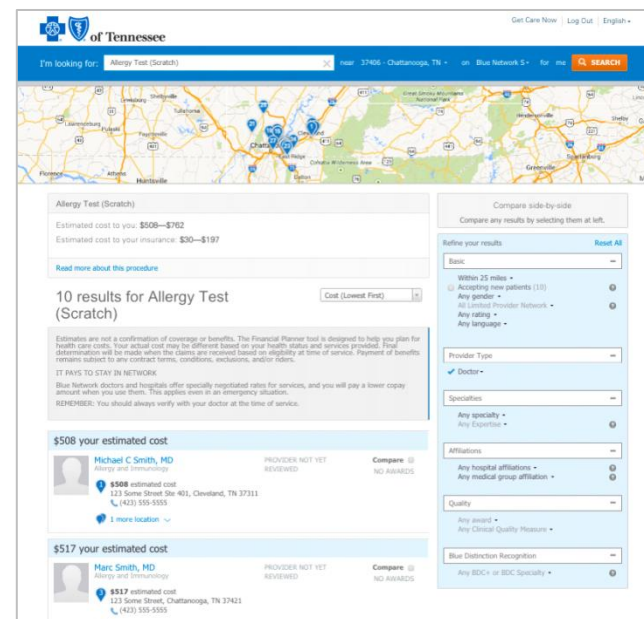 Get Care Now Log Out English
of Tennessee
I'm looking for: Allergy Test (Scratch) near 37406 - Chattanooga, TN on Blue Network S for me SEARCH
Allergy Test (Scratch)
Estimated cost to you: $508—$762
Estimated cost to your insurance: $30—$197
Read more about this procedure
10 results for Allergy Test (Scratch)
Cost (Lowest First)
Estimates are not a confirmation of coverage or benefits. The Financial Planner tool is designed to help you plan for
health care costs. Your actual cost may be different based on your health status and services provided. Final
determination will be made when the claims are received based on eligibility at time of service. Payment of benefits
remains subject to any contract terms, conditions, exclusions, and/or riders.
IT PAYS TO STAY IN NETWORK
Blue Network doctors and hospitals offer specially negotiated rates for services, and you will pay a lower copay
amount when you use them. This applies even in an emergency situation.
REMEMBER: You should always verify with your doctor at the time of service.
$508 your estimated cost
Michael C Smith, MD
Allergy and Immunology
PROVIDER NOT YET
REVIEWED
Compare
NO AWARDS
1
$508 estimated cost
123 Some Street Ste 401, Cleveland, TN 37311
(423) 555-5555
1 more location
$517 your estimated cost
Marc Smith, MD
Allergy and Immunology
PROVIDER NOT YET
REVIEWED
Compare
NO AWARDS
3
$517 estimated cost
123 Some Street, Chattanooga, TN 37421
(423) 555-5555
Compare side-by-side
Compare any results by selecting them at left.
Refine your results Reset All
Basic
Within 25 miles
Accepting new patients (10)
Any gender
All Limited Provider Network
Any rating
Any language
Provider Type
Doctor
Specialties
Any specialty
Any Expertise
Affiliations
Any hospital affiliations
Any medical group affiliation
Quality
Any award
Any Clinical Quality Measure
Blue Distinction Recognition
Any BDC+ or BDC Specialty